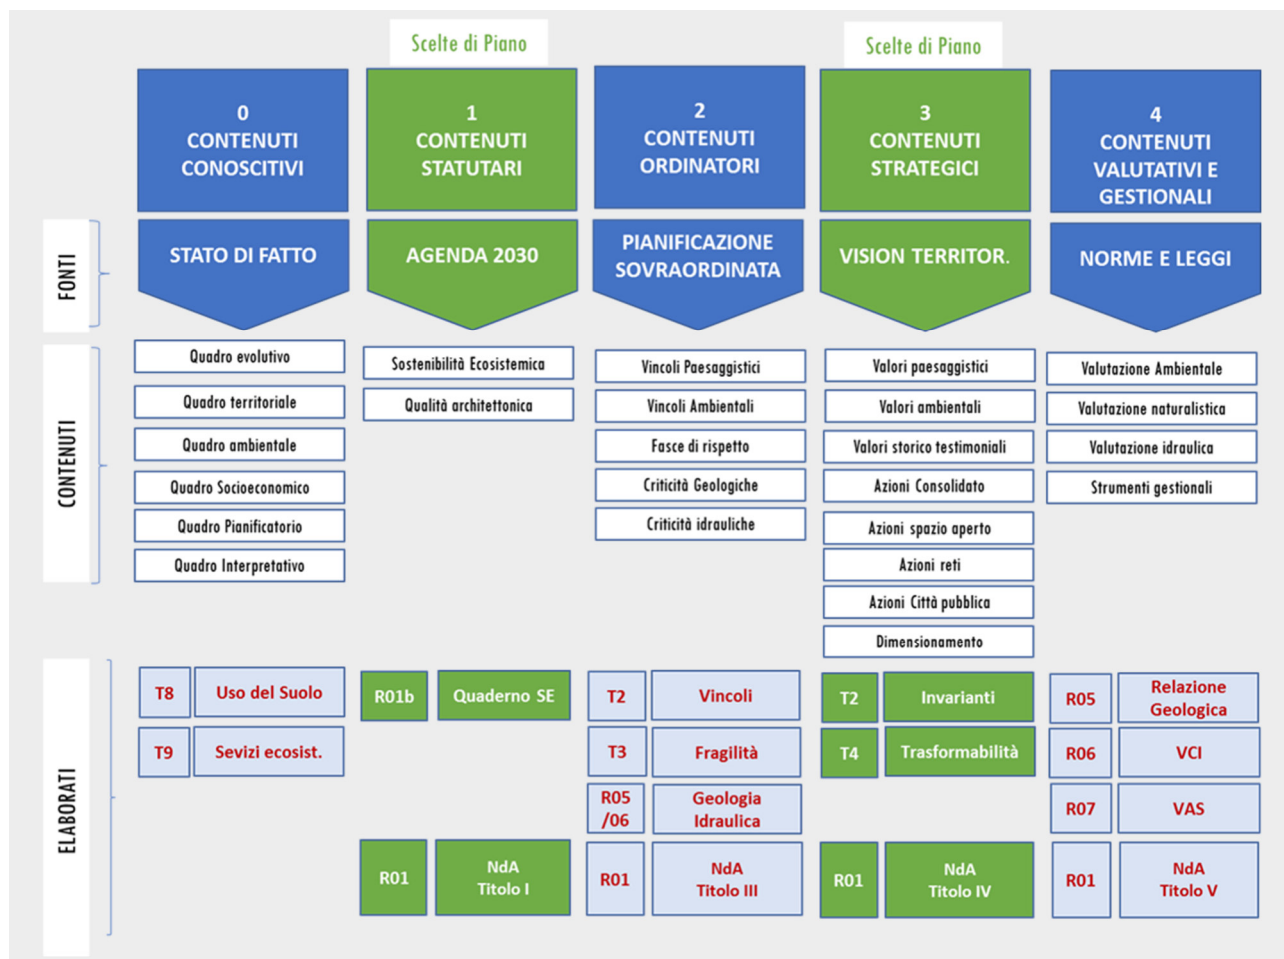 Scelte di Piano
Scelte di Piano
0
CONTENUTI
CONOSCITIVI
1
CONTENUTI
STATUTARI
2
CONTENUTI
ORDINATORI
3
CONTENUTI
STRATEGICI
4
CONTENUTI
VALUTATIVI E
GESTIONALI
FONTI
STATO DI FATTO
AGENDA 2030
PIANIFICAZIONE
SOVRAORDINATA
VISION TERRITOR.
NORME E LEGGI
CONTENUTI
Quadro evolutivo
Quadro territoriale
Quadro ambientale
Quadro Socioeconomico
Quadro Pianificatorio
Quadro Interpretativo
Sostenibilità Ecosistemica
Qualità architettonica
Vincoli Paesaggistici
Vincoli Ambientali
Fasce di rispetto
Criticità Geologiche
Criticità idrauliche
Valori paesaggistici
Valori ambientali
Valori storico testimoniali
Azioni Consolidato
Azioni spazio aperto
Azioni reti
Azioni Città pubblica
Dimensionamento
Valutazione Ambientale
Valutazione naturalistica
Valutazione idraulica
Strumenti gestionali
ELABORATI
T8
Uso del Suolo
T9
Sevizi ecosist.
R01b
Quaderno SE
R01
NdA
Titolo I
T2
Vincoli
T3
Fragilità
R05
/06
Geologia
Idraulica
R01
NdA
Titolo III
T2
Invarianti
T4
Trasformabilità
R01
NdA
Titolo IV
R05
Relazione
Geologica
R06
VCI
R07
VAS
R01
NdA
Titolo V